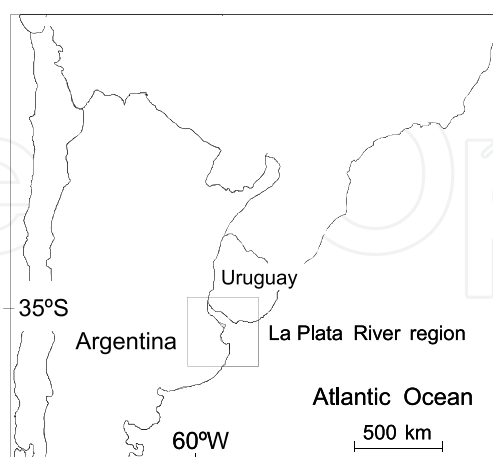 Uruguay
35ºS
La Plata River region
Argentina
Atlantic Ocean
500 km
60ºW